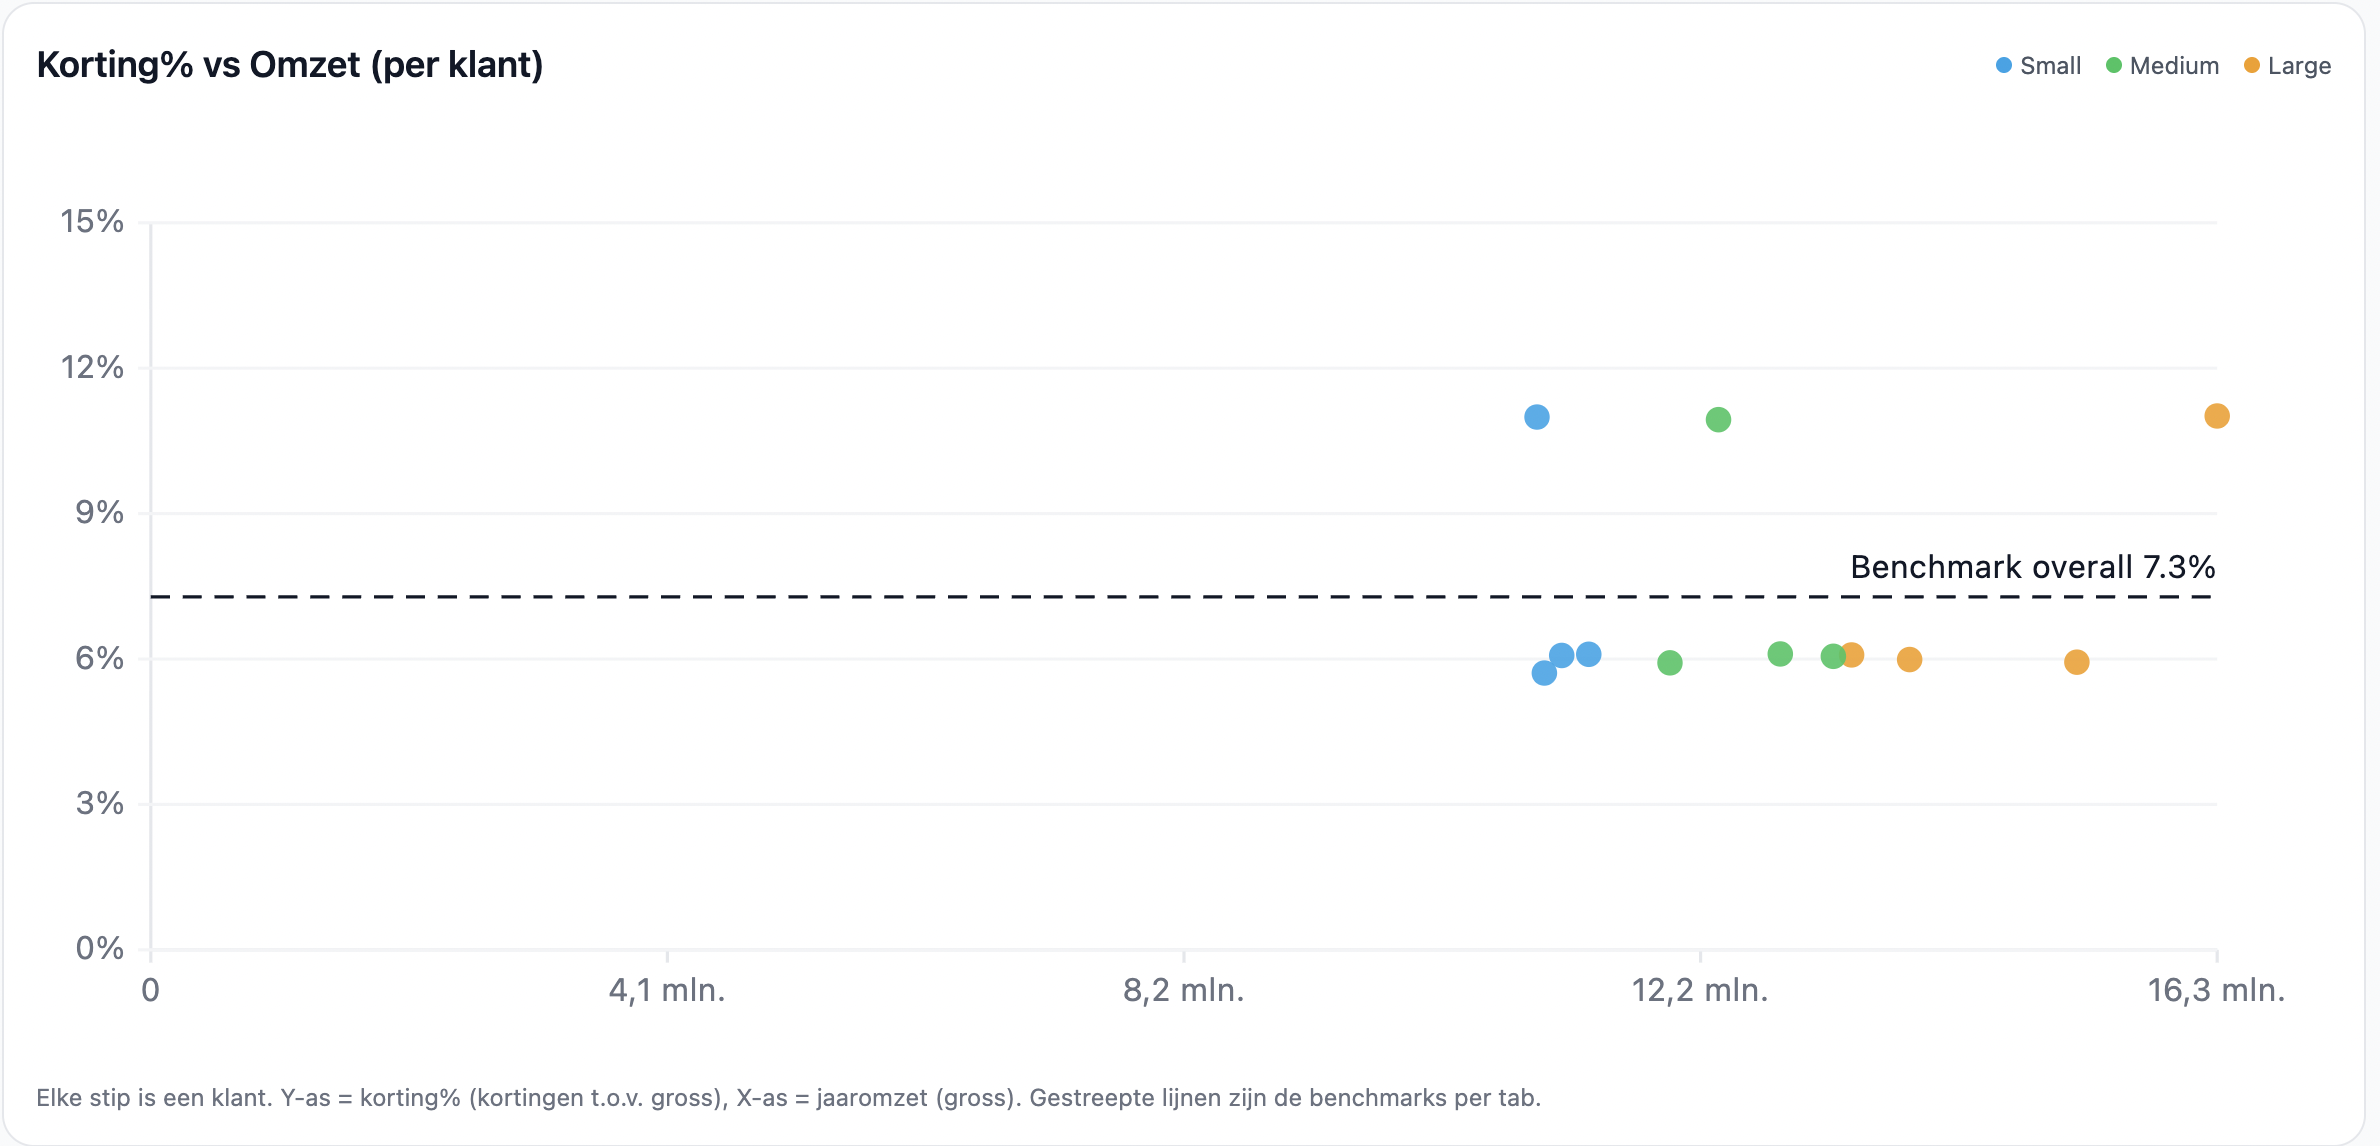 Korting% vs Omzet (per klant)
Small
Medium
Large
15%
12%
9%
Benchmark overall 7.3%
6%
3%
0%
0
4,1 mln.
8,2 mln.
12,2 mln.
16,3 mln.
Elke stip is een klant. Y-as = korting% (kortingen t.o.v. gross), X-as = jaaromzet (gross). Gestreepte lijnen zijn de benchmarks per tab.